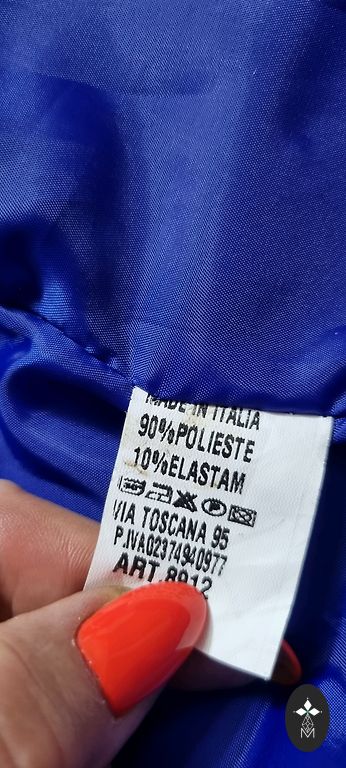 MADE IN ITALIA
90%POLIESTE
10%ELASTAM
VIA TOSCANA 95
P.IVA02374940977
ART.8912